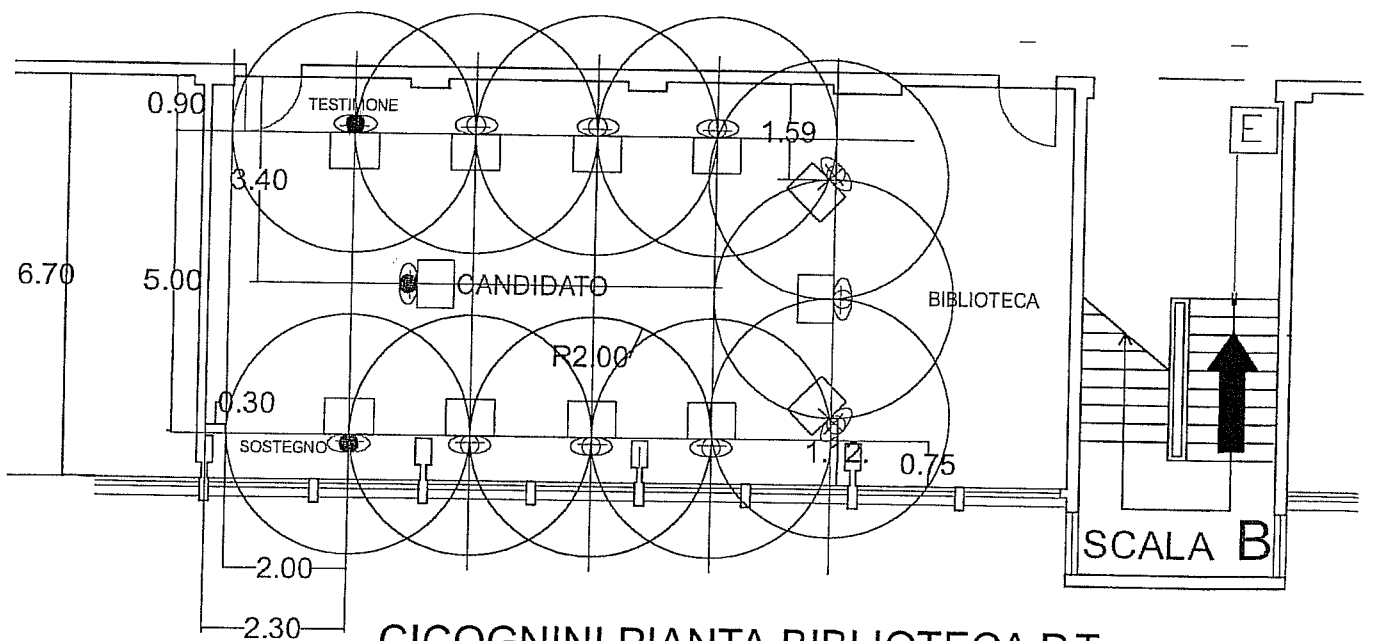 0.90
TESTIMONE
1.59
E
3.40
6.70
5.00
CANDIDATO
BIBLIOTECA
R2.00
0.30
SOSTEGNO
0.75
SCALA B
2.00
2.30
CICOGNINI PIANTA BIBLIOTECA P.T.